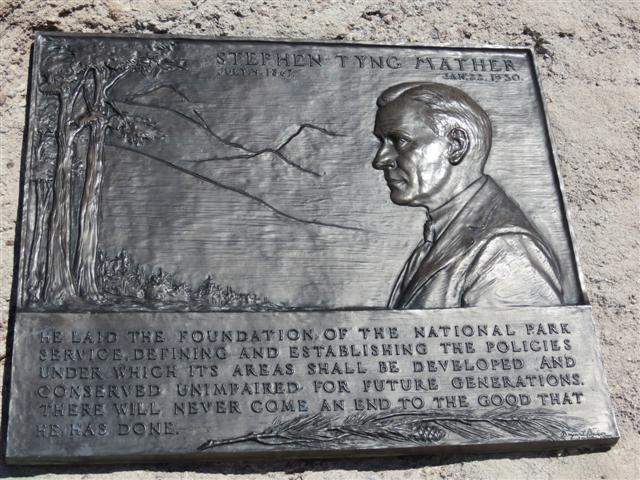 STEPHEN TYNG MATHER
JULY 4, 1867. JAN. 22, 1930.
HE LAID THE FOUNDATION OF THE NATIONAL PARK
SERVICE, DEFINING AND ESTABLISHING THE POLICIES
UNDER WHICH ITS AREAS SHALL BE DEVELOPED AND
CONSERVED UNIMPAIRED FOR FUTURE GENERATIONS.
THERE WILL NEVER COME AN END TO THE GOOD THAT
HE HAS DONE.